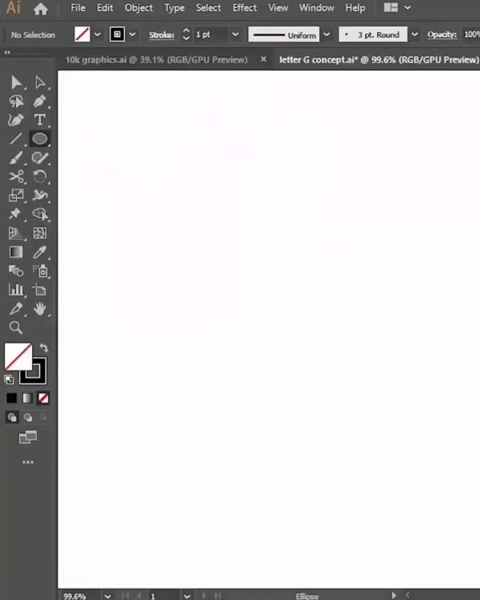 Ai File Edit Object Type Select Effect View Window Help
No Selection Stroke: 1 pt Uniform 3 pt. Round Opacity: 100%
10k graphics.ai @ 39.1% (RGB/GPU Preview) × letter G concept.ai* @ 99.6% (RGB/GPU Preview)
99.6% 1 Ellipse